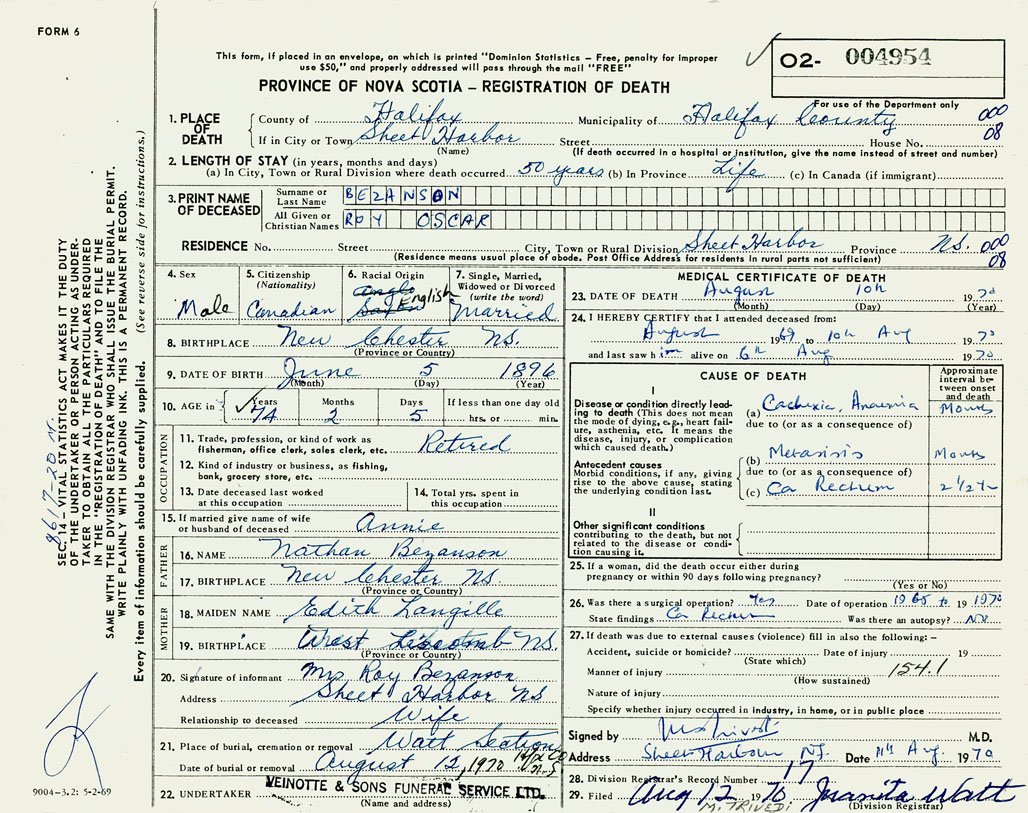 FORM 6
This form, if placed in an envelope, on which is printed "Dominion Statistics – Free, penalty for improper
use $50," and properly addressed will pass through the mail "FREE"
O2- 004954
For use of the Department only
PROVINCE OF NOVA SCOTIA – REGISTRATION OF DEATH
1. PLACE OF DEATH
County of Halifax Municipality of Halifax County 000
If in City or Town Sheet Harbor Street House No. 08
(Name) (If death occurred in a hospital or institution, give the name instead of street and number)
2. LENGTH OF STAY (in years, months and days)
(a) In City, Town or Rural Division where death occurred 50 years (b) In Province Life (c) In Canada (if immigrant)
3. PRINT NAME OF DECEASED
Surname or Last Name BEZANSON
All Given or Christian Names ROY OSCAR
RESIDENCE No. Street City, Town or Rural Division Sheet Harbor Province NS. 000
(Residence means usual place of abode. Post Office Address for residents in rural parts not sufficient) 08
4. Sex Male
5. Citizenship (Nationality) Canadian
6. Racial Origin Anglo English
7. Single, Married, Widowed or Divorced (write the word) Married
8. BIRTHPLACE New Chester NS.
(Province or Country)
9. DATE OF BIRTH June 5 1896
(Month) (Day) (Year)
10. AGE in Years 74 Months 2 Days 5 If less than one day old hrs. or min.
OCCUPATION
11. Trade, profession, or kind of work as fisherman, office clerk, sales clerk, etc. Retired
12. Kind of industry or business, as fishing, bank, grocery store, etc.
13. Date deceased last worked at this occupation
14. Total yrs. spent in this occupation
15. If married give name of wife or husband of deceased Annie
FATHER
16. NAME Nathan Bezanson
17. BIRTHPLACE New Chester NS.
(Province or Country)
MOTHER
18. MAIDEN NAME Edith Langille
19. BIRTHPLACE West Liscomb NS.
(Province or Country)
20. Signature of informant Mrs Roy Bezanson
Address Sheet Harbor NS
Relationship to deceased Wife
21. Place of burial, cremation or removal Watt
Date of burial or removal August 12, 1970
22. UNDERTAKER VEINOTTE & SONS FUNERAL SERVICE LTD.
(Name and address)
MEDICAL CERTIFICATE OF DEATH
23. DATE OF DEATH August 10th 1970
(Month) (Day) (Year)
24. I HEREBY CERTIFY that I attended deceased from:
August 1969 to 10th Aug 1970
and last saw him alive on 6th Aug 1970
CAUSE OF DEATH
Approximate interval between onset and death
I
Disease or condition directly leading to death (This does not mean the mode of dying, e.g., heart failure, asthenia, etc. It means the disease, injury, or complication which caused death.)
(a) Cachexia, Anaemia
due to (or as a consequence of)
Antecedent causes
Morbid conditions, if any, giving rise to the above cause, stating the underlying condition last.
(b)
due to (or as a consequence of)
(c) Ca Rectum 2 1/2
II
Other significant conditions contributing to the death, but not related to the disease or condition causing it.
25. If a woman, did the death occur either during pregnancy or within 90 days following pregnancy?
(Yes or No)
26. Was there a surgical operation? Yes Date of operation 19 1970
State findings Ca Rectum Was there an autopsy? No
27. If death was due to external causes (violence) fill in also the following: –
Accident, suicide or homicide? Date of injury 19
(State which)
Manner of injury 154.1
(How sustained)
Nature of injury
Specify whether injury occurred in industry, in home, or in public place
Signed by M.D.
Address Sheet Harbour NS. Date 11th Aug. 1970
28. Division Registrar's Record Number 17
29. Filed Aug 12 1970 Juanita Watt
M. TRIVEDI (Division Registrar)
8617-20
SEC. 14 – VITAL STATISTICS ACT MAKES IT THE DUTY
OF THE UNDERTAKER OR PERSON ACTING AS UNDER-
TAKER TO OBTAIN ALL THE PARTICULARS REQUIRED
IN THE "REGISTRATION OF DEATH" AND TO FILE THE
SAME WITH THE DIVISION REGISTRAR WHO SHALL ISSUE THE BURIAL PERMIT.
WRITE PLAINLY WITH UNFADING INK. THIS IS A PERMANENT RECORD.
Every item of information should be carefully supplied. (See reverse side for instructions.)
9004-3.2: 5-2-69